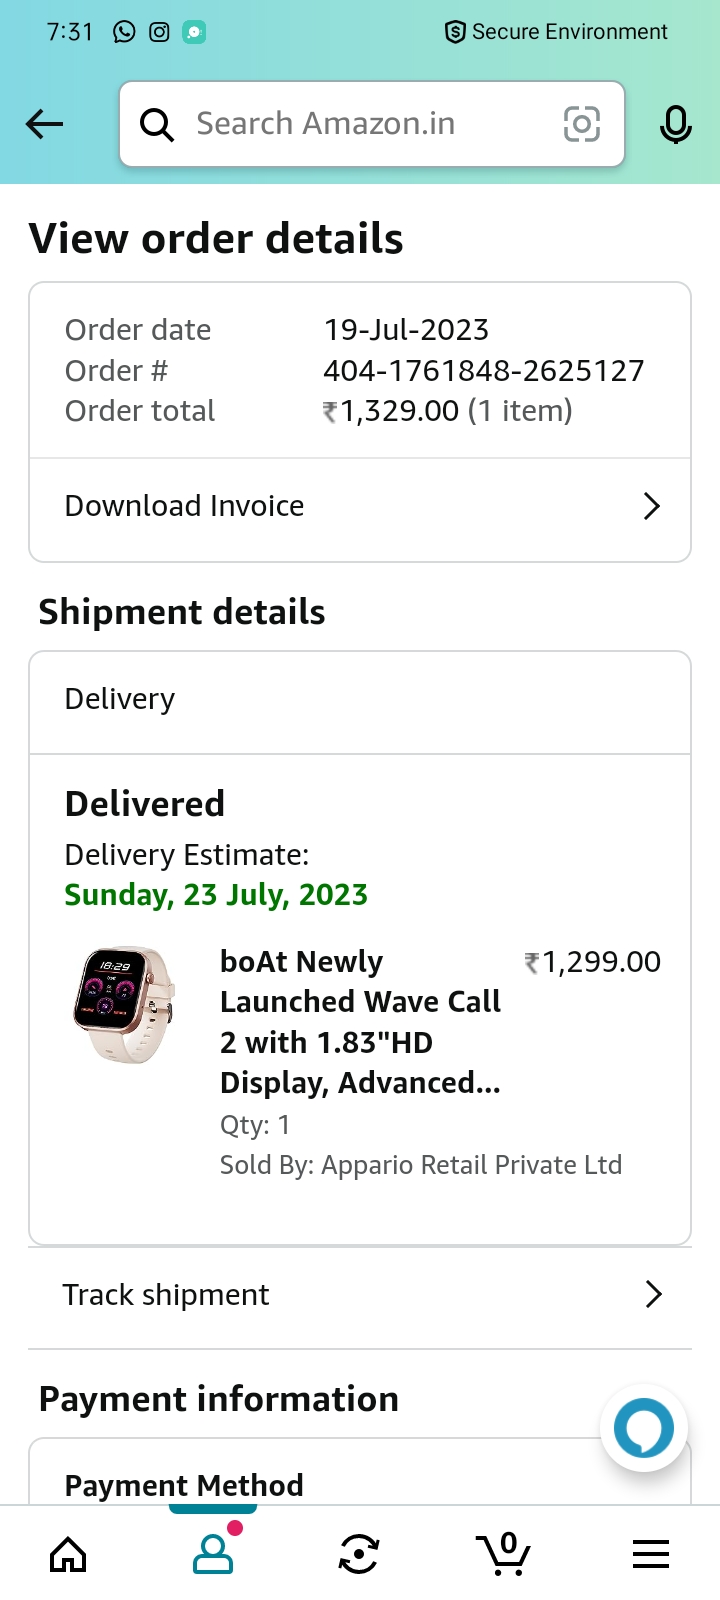 7:31
Secure Environment
Search Amazon.in
View order details
Order date 19-Jul-2023
Order # 404-1761848-2625127
Order total ₹1,329.00 (1 item)
Download Invoice
Shipment details
Delivery
Delivered
Delivery Estimate:
Sunday, 23 July, 2023
18:29
boAt Newly ₹1,299.00
Launched Wave Call
2 with 1.83"HD
Display, Advanced...
Qty: 1
Sold By: Appario Retail Private Ltd
Track shipment
Payment information
Payment Method
0